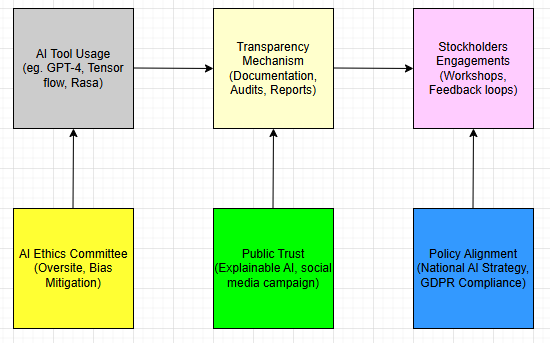 AI Tool Usage
(eg. GPT-4, Tensor
flow, Rasa)
Transparency
Mechanism
(Documentation,
Audits, Reports)
Stockholders
Engagements
(Workshops,
Feedback loops)
AI Ethics Committee
(Oversite, Bias
Mitigation)
Public Trust
(Explainable AI, social
media campaign)
Policy Alignment
(National AI Strategy,
GDPR Compliance)